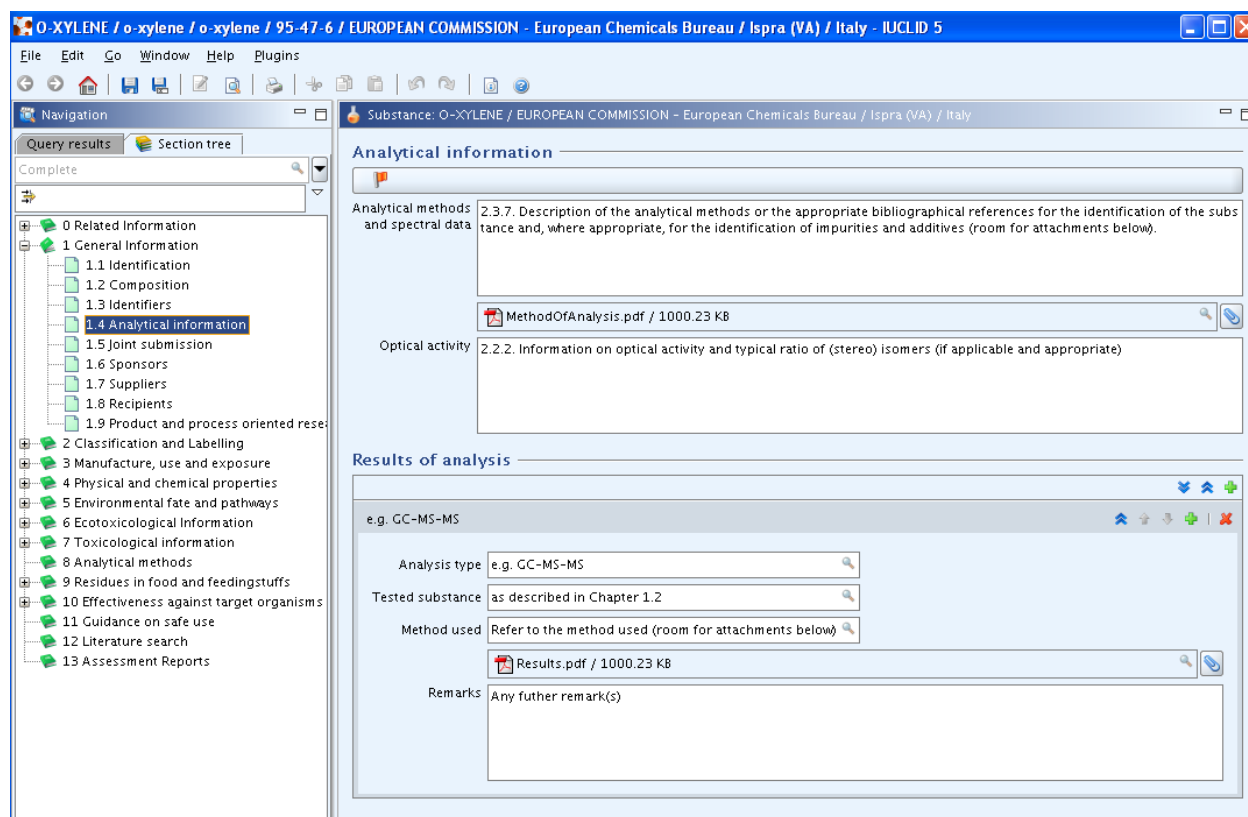 O-XYLENE / o-xylene / o-xylene / 95-47-6 / EUROPEAN COMMISSION - European Chemicals Bureau / Ispra (VA) / Italy - IUCLID 5
File Edit Go Window Help Plugins
Navigation
Query results Section tree
Complete
0 Related Information
1 General Information
1.1 Identification
1.2 Composition
1.3 Identifiers
1.4 Analytical information
1.5 Joint submission
1.6 Sponsors
1.7 Suppliers
1.8 Recipients
1.9 Product and process oriented resea
2 Classification and Labelling
3 Manufacture, use and exposure
4 Physical and chemical properties
5 Environmental fate and pathways
6 Ecotoxicological Information
7 Toxicological information
8 Analytical methods
9 Residues in food and feedingstuffs
10 Effectiveness against target organisms
11 Guidance on safe use
12 Literature search
13 Assessment Reports
Substance: O-XYLENE / EUROPEAN COMMISSION - European Chemicals Bureau / Ispra (VA) / Italy
Analytical information
Analytical methods
and spectral data
2.3.7. Description of the analytical methods or the appropriate bibliographical references for the identification of the subs
tance and, where appropriate, for the identification of impurities and additives (room for attachments below).
MethodOfAnalysis.pdf / 1000.23 KB
Optical activity
2.2.2. Information on optical activity and typical ratio of (stereo) isomers (if applicable and appropriate)
Results of analysis
e.g. GC-MS-MS
Analysis type e.g. GC-MS-MS
Tested substance as described in Chapter 1.2
Method used Refer to the method used (room for attachments below)
Results.pdf / 1000.23 KB
Remarks Any futher remark(s)